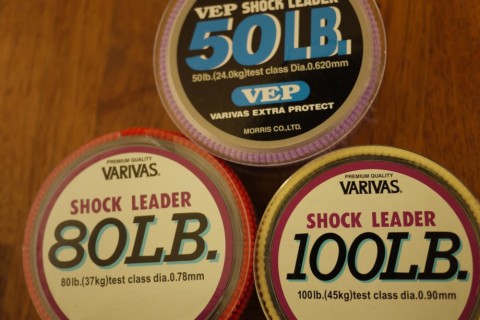 VEP SHOCK LEADER
50LB.
50lb.(24.0kg)test class Dia.0.620mm
VEP
VARIVAS EXTRA PROTECT
MORRIS CO.,LTD.
PREMIUM QUALITY
VARIVAS.
SHOCK LEADER
80LB.
80lb.(37kg)test class dia.0.78mm
PREMIUM QUALITY
VARIVAS.
SHOCK LEADER
100LB.
100lb.(45kg)test class dia.0.90mm